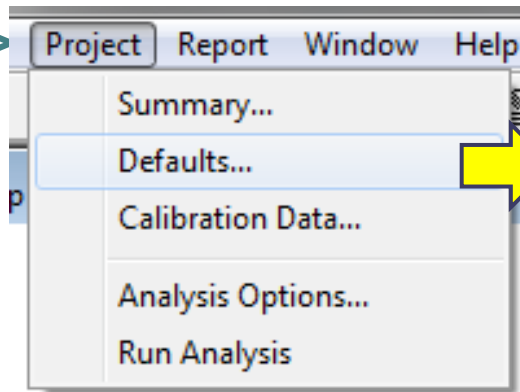 Project Report Window Help
Summary...
Defaults...
p
Calibration Data...
Analysis Options...
Run Analysis